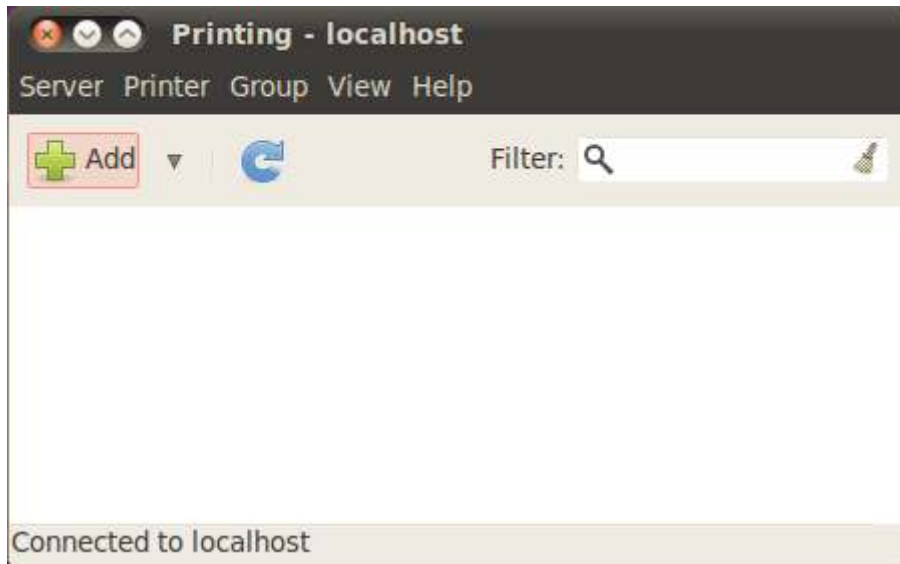 Printing - localhost
Server Printer Group View Help
Add Filter:
Connected to localhost